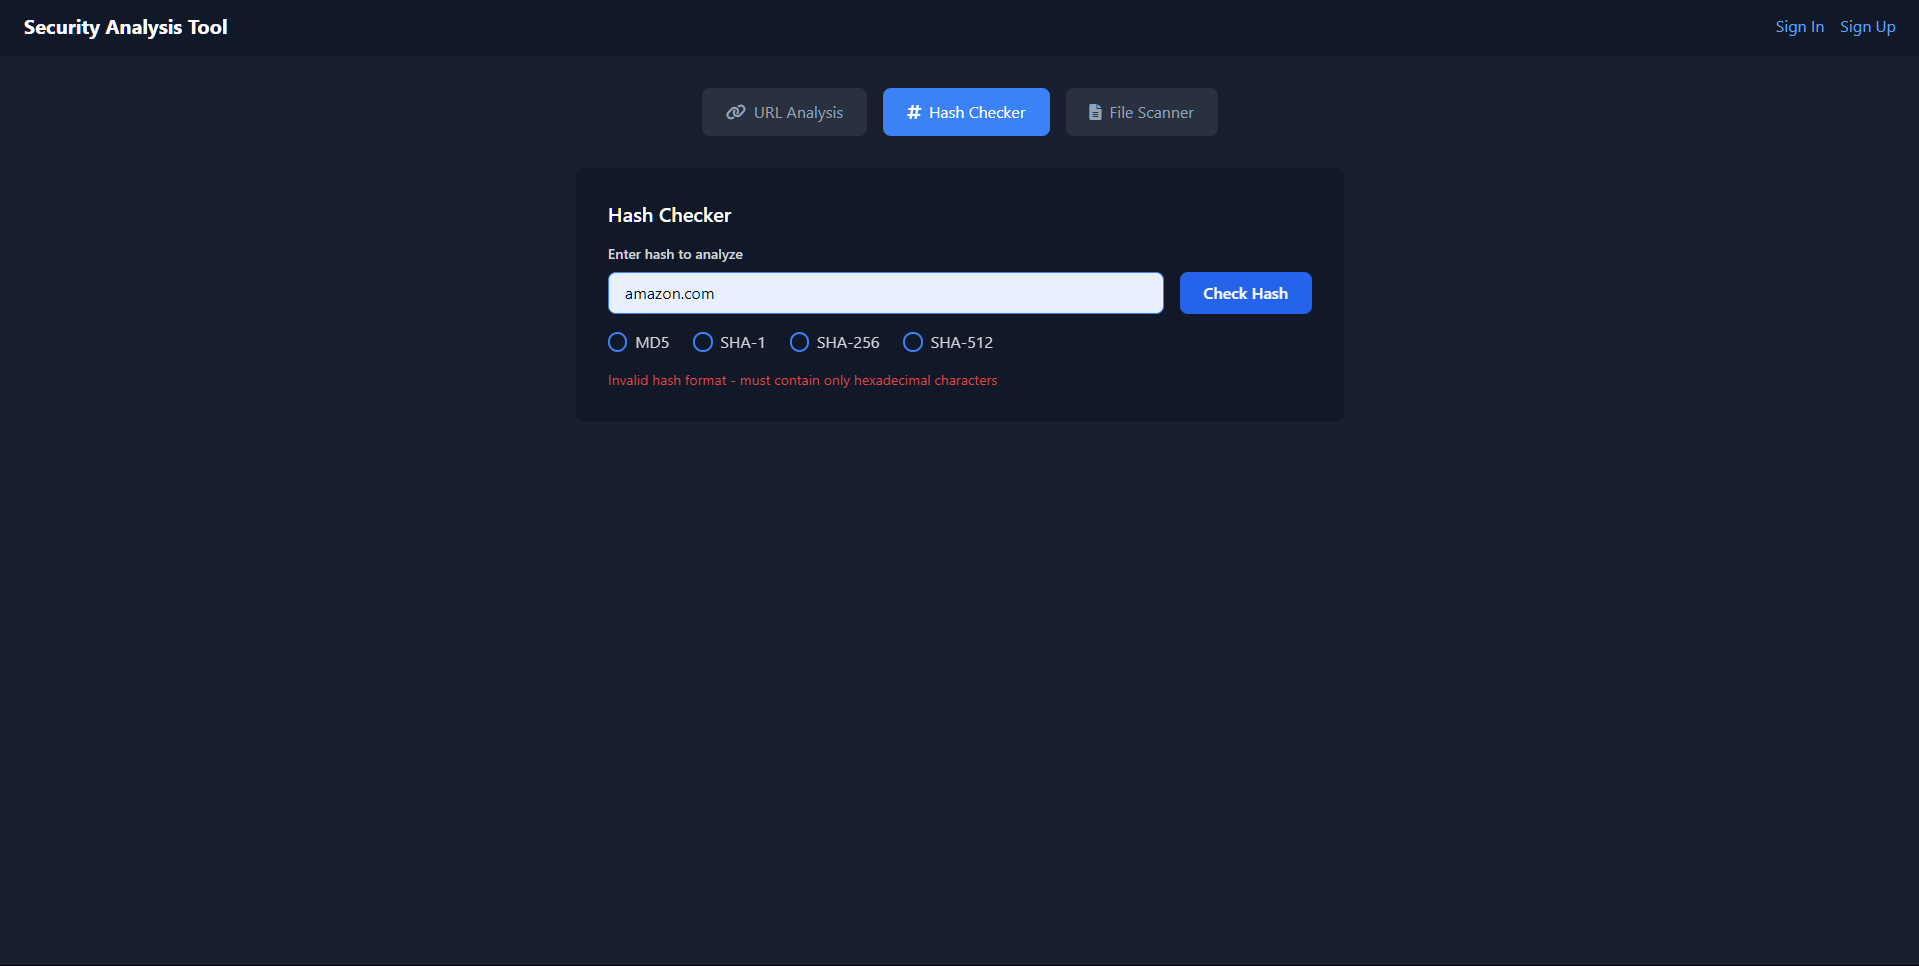 Security Analysis Tool
Sign In Sign Up
URL Analysis Hash Checker File Scanner
Hash Checker
Enter hash to analyze
amazon.com Check Hash
MD5 SHA-1 SHA-256 SHA-512
Invalid hash format - must contain only hexadecimal characters